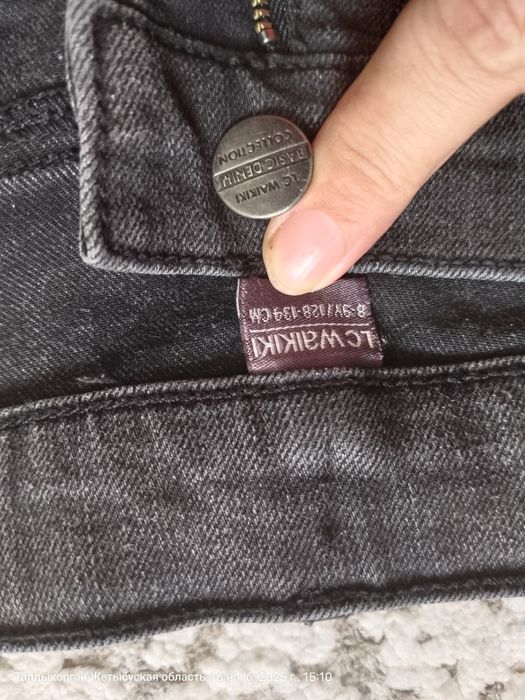 LC WAIKIKI
BASIC DENIM
COLLECTION
LC WAIKIKI
8-9Y/128-134 CM
Талдыкорган Жетысуская область 16 нояб. 2025 г., 15:10